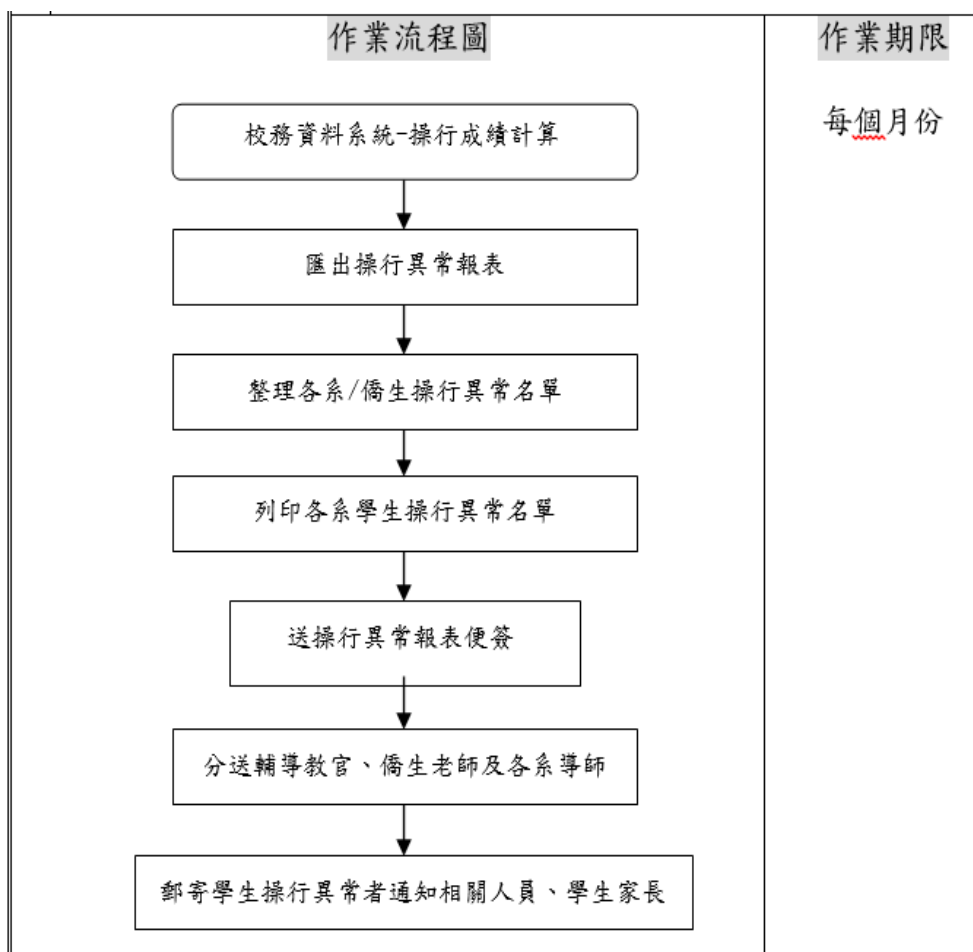 作業流程圖
作業期限
每個月份
校務資料系統-操行成績計算
匯出操行異常報表
整理各系/僑生操行異常名單
列印各系學生操行異常名單
送操行異常報表便簽
分送輔導教官、僑生老師及各系導師
郵寄學生操行異常者通知相關人員、學生家長